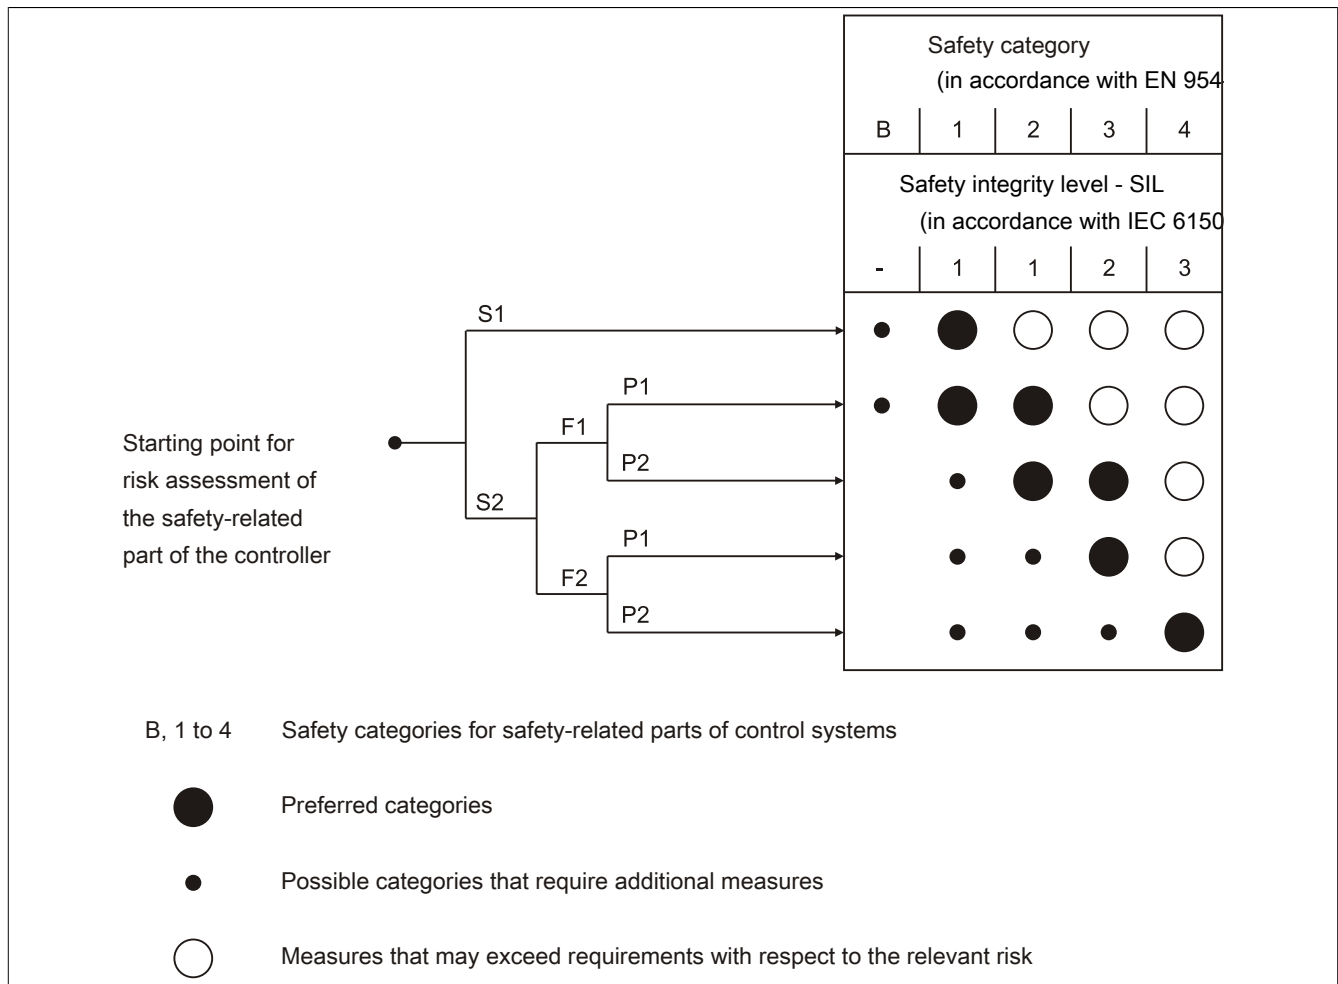 Safety category
(in accordance with EN 954
B 1 2 3 4
Safety integrity level - SIL
(in accordance with IEC 6150
- 1 1 2 3
S1
P1
F1
P2
S2
P1
F2
P2
Starting point for
risk assessment of
the safety-related
part of the controller
B, 1 to 4 Safety categories for safety-related parts of control systems
Preferred categories
Possible categories that require additional measures
Measures that may exceed requirements with respect to the relevant risk